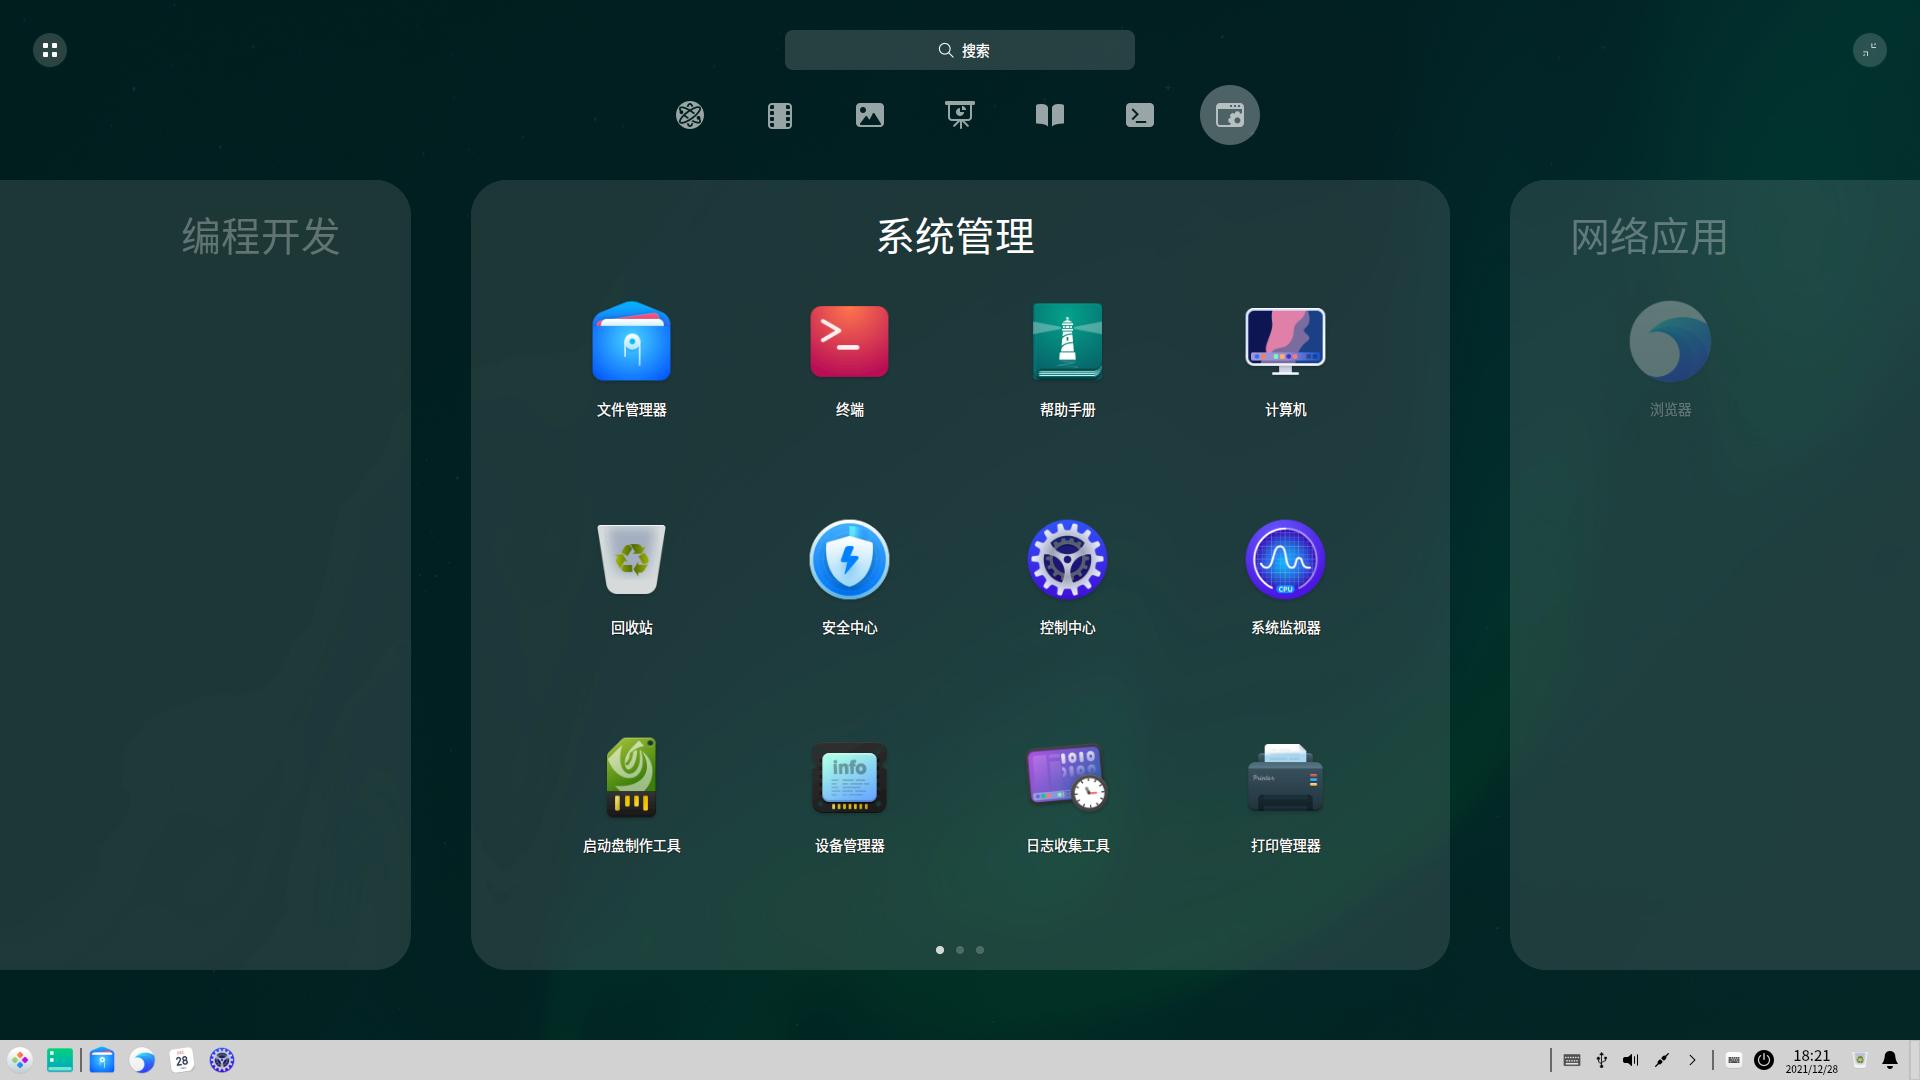 搜索
编程开发
系统管理
网络应用
文件管理器
终端
帮助手册
计算机
浏览器
回收站
安全中心
控制中心
CPU
系统监视器
info
1010
Printer
启动盘制作工具
设备管理器
日志收集工具
打印管理器
28
18:21
2021/12/28